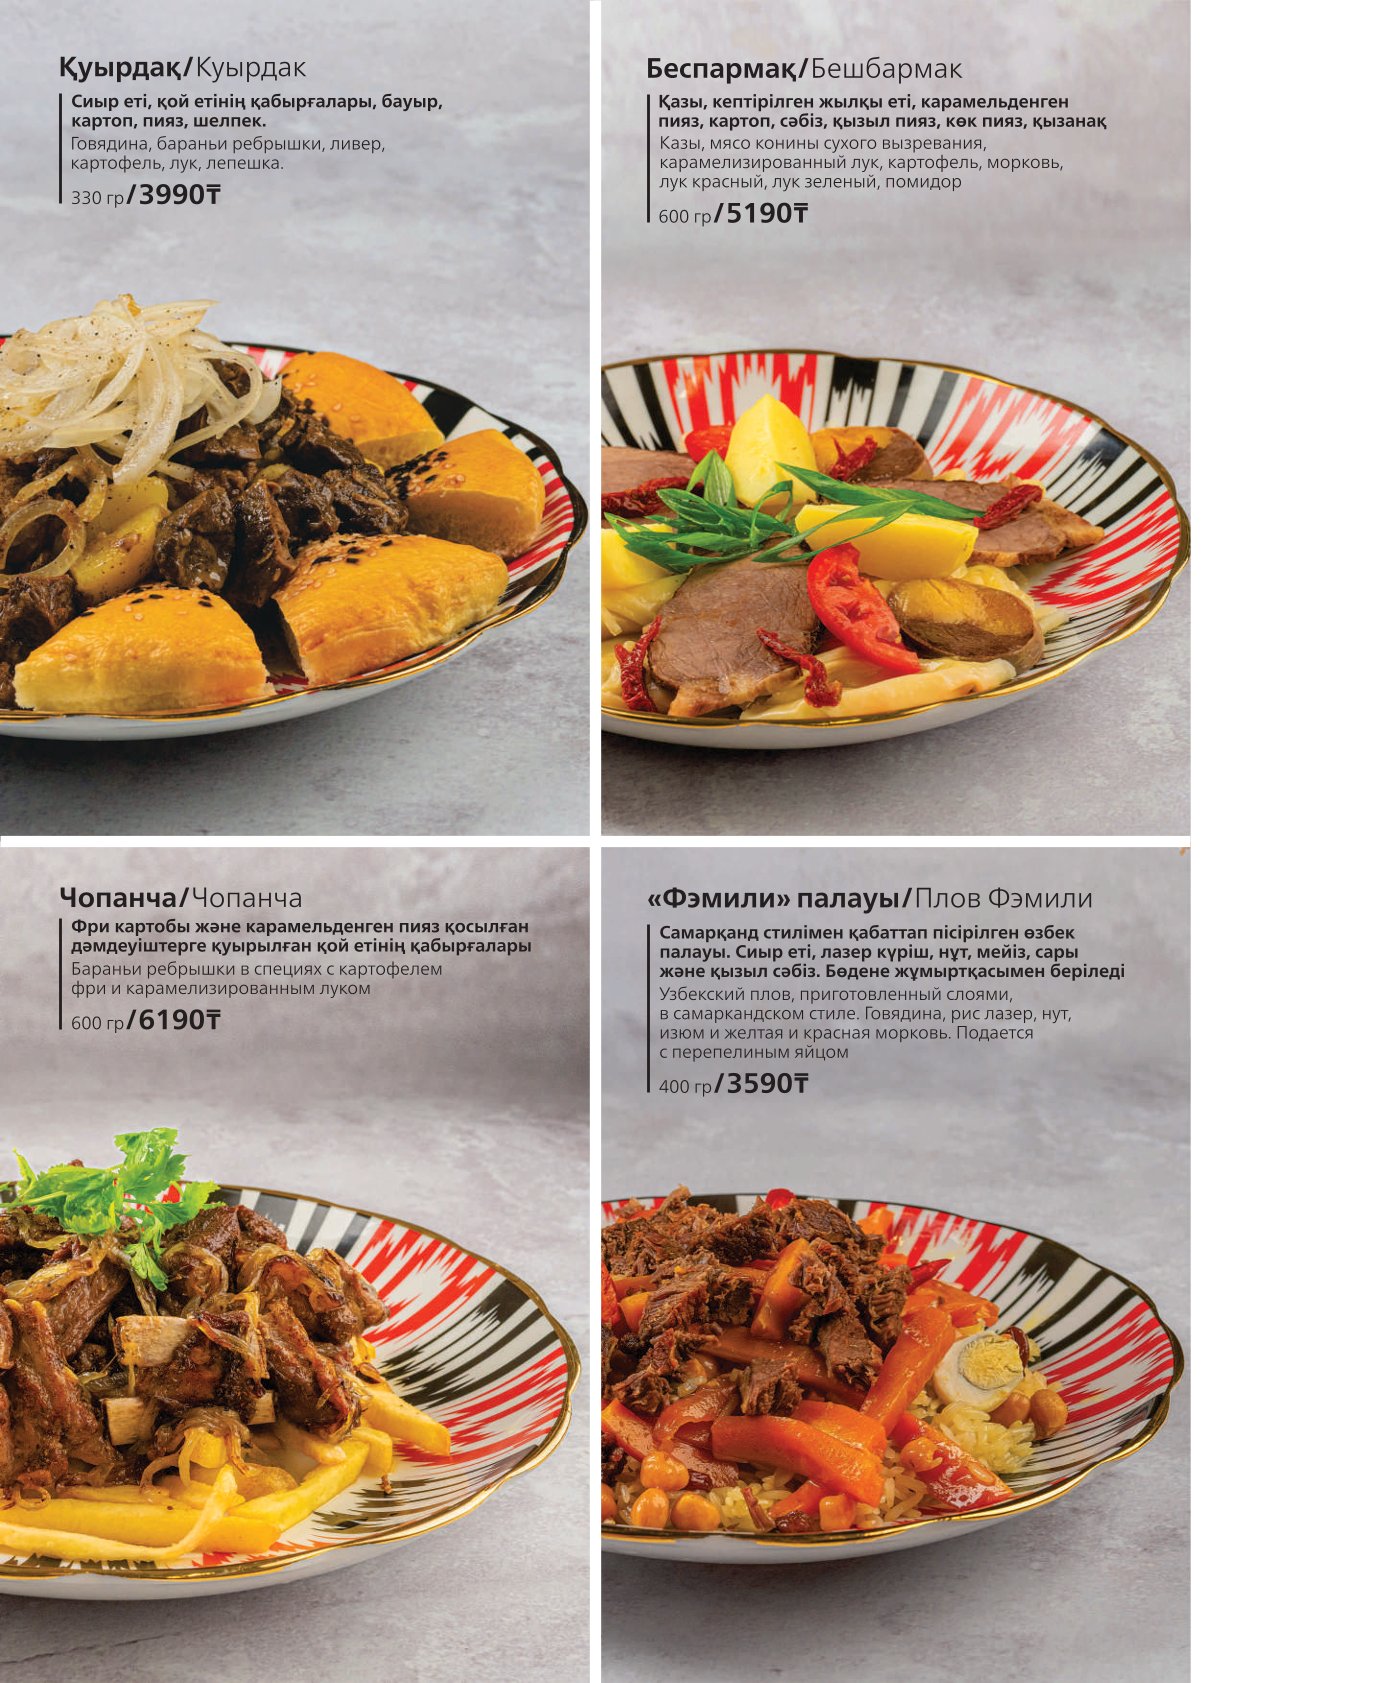 Қуырдақ/Куырдак
Сиыр еті, қой етінің қабырғалары, бауыр,
картоп, пияз, шелпек.
Говядина, бараньи ребрышки, ливер,
картофель, лук, лепешка.
330 гр/3990₸
Беспармақ/Бешбармак
Қазы, кептірілген жылқы еті, карамельденген
пияз, картоп, сәбіз, қызыл пияз, көк пияз, қызанақ
Казы, мясо конины сухого вызревания,
карамелизированный лук, картофель, морковь,
лук красный, лук зеленый, помидор
600 гр/5190₸
Чопанча/Чопанча
Фри картобы және карамельденген пияз қосылған
дәмдеуіштерге қуырылған қой етінің қабырғалары
Бараньи ребрышки в специях с картофелем
фри и карамелизированным луком
600 гр/6190₸
«Фэмили» палауы/Плов Фэмили
Самарқанд стилімен қабаттап пісірілген өзбек
палауы. Сиыр еті, лазер күріш, нұт, мейіз, сары
және қызыл сәбіз. Бөдене жұмыртқасымен беріледі
Узбекский плов, приготовленный слоями,
в самаркандском стиле. Говядина, рис лазер, нут,
изюм и желтая и красная морковь. Подается
с перепелиным яйцом
400 гр/3590₸